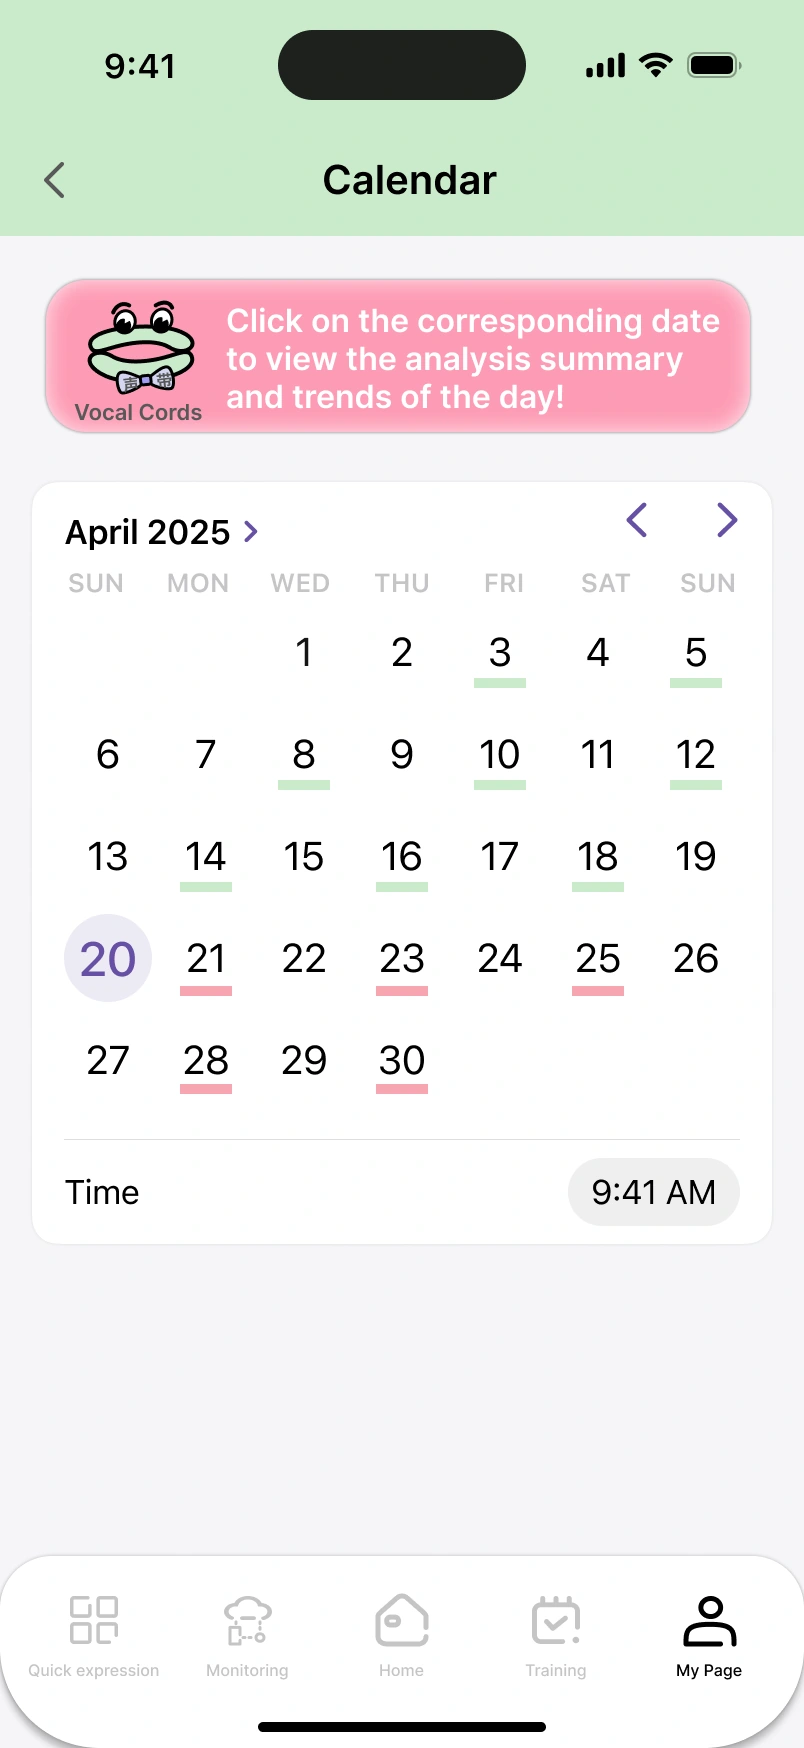 9:41
Calendar
Click on the corresponding date
to view the analysis summary
and trends of the day!
声带
Vocal Cords
April 2025
SUN MON WED THU FRI SAT SUN
1 2 3 4 5
6 7 8 9 10 11 12
13 14 15 16 17 18 19
20 21 22 23 24 25 26
27 28 29 30
Time 9:41 AM
Quick expression Monitoring Home Training My Page